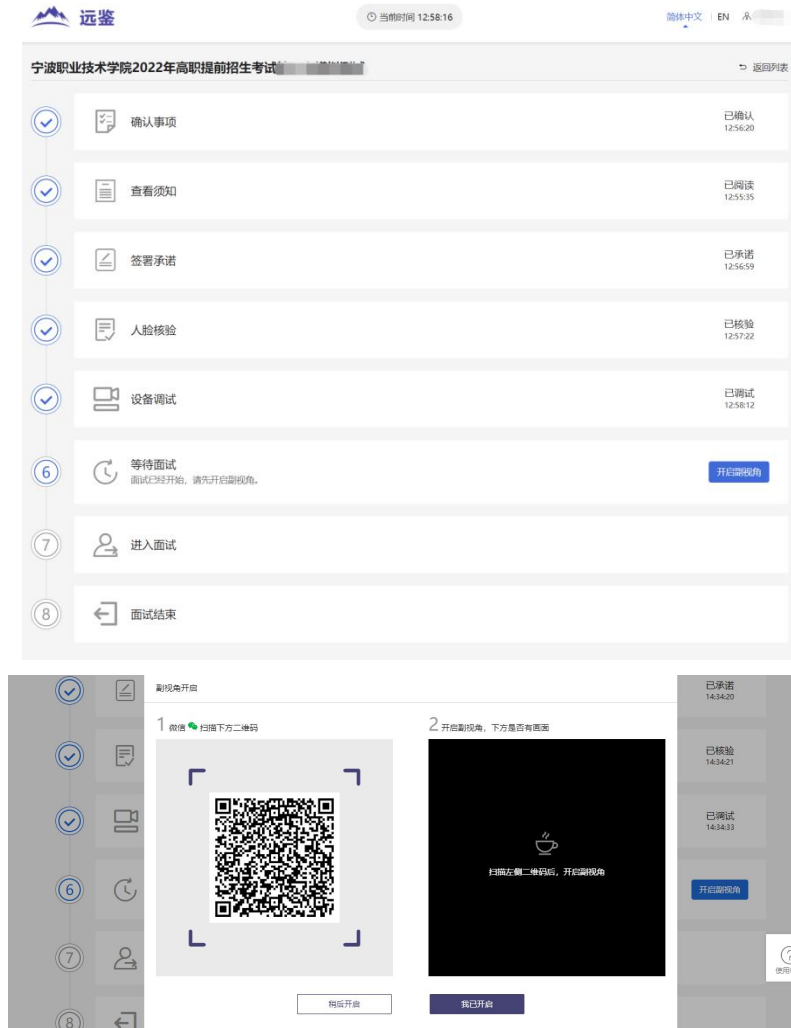 远鉴
当前时间 12:58:16
简体中文 | EN
宁波职业技术学院2022年高职提前招生考试
返回列表
确认事项
已确认
12:56:20
查看须知
已阅读
12:55:35
签署承诺
已承诺
12:56:59
人脸核验
已核验
12:57:22
设备调试
已调试
12:58:12
6
等待面试
面试已经开始，请先开启副视角。
开启副视角
7
进入面试
8
面试结束
副视角开启
已承诺
14:34:20
1 微信 扫描下方二维码
2 开启副视角，下方是否有画面
已核验
14:34:21
已调试
14:34:33
扫描左侧二维码后，开启副视角
6
开启副视角
7
稍后开启
我已开启
8